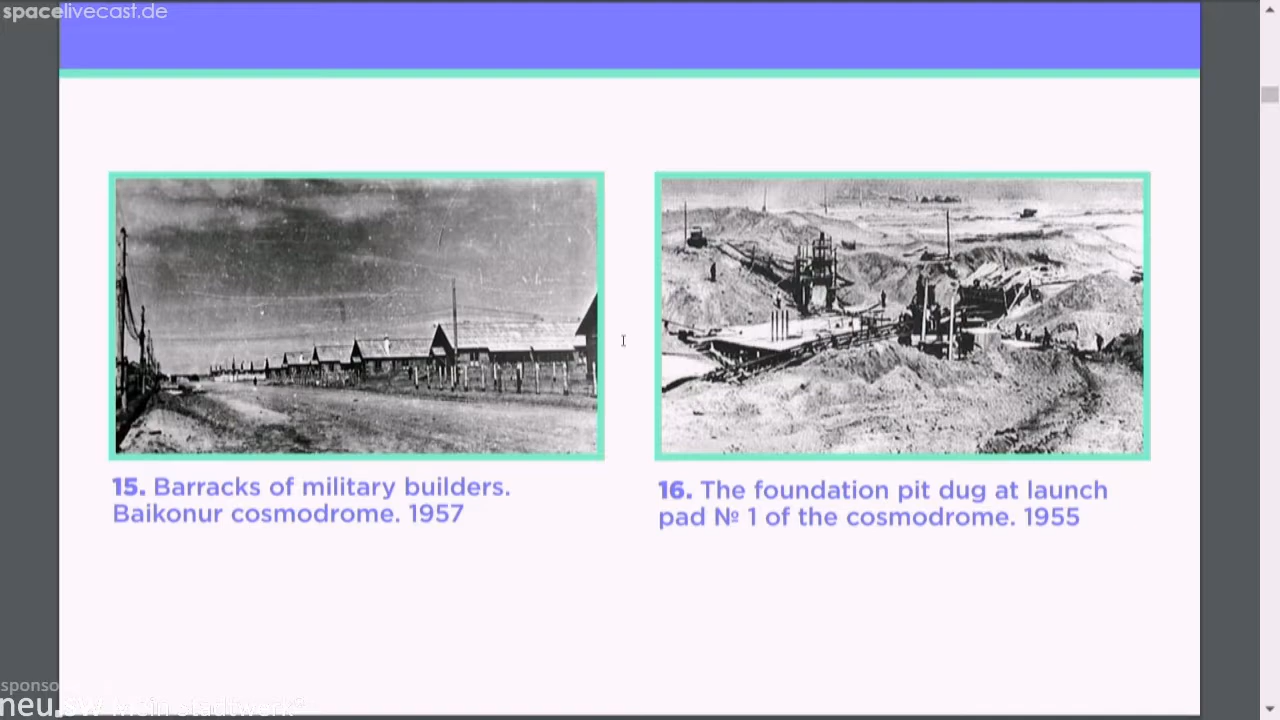 spacelivecast.de
15. Barracks of military builders.
Baikonur cosmodrome. 1957
16. The foundation pit dug at launch
pad № 1 of the cosmodrome. 1955
neu.sw